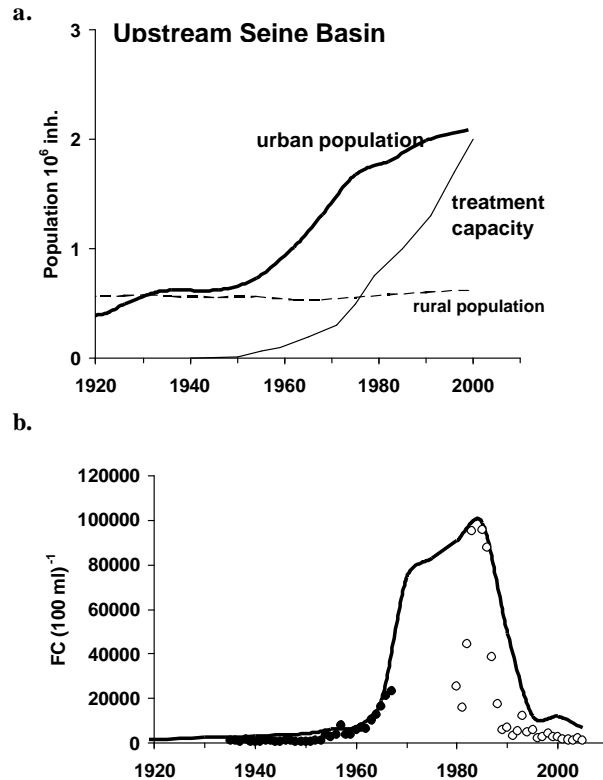 a.
Upstream Seine Basin
3
2
1
0
Population 10⁶ inh.
urban population
treatment
capacity
rural population
1920 1940 1960 1980 2000
b.
120000
100000
80000
60000
40000
20000
0
FC (100 ml)⁻¹
1920 1940 1960 1980 2000